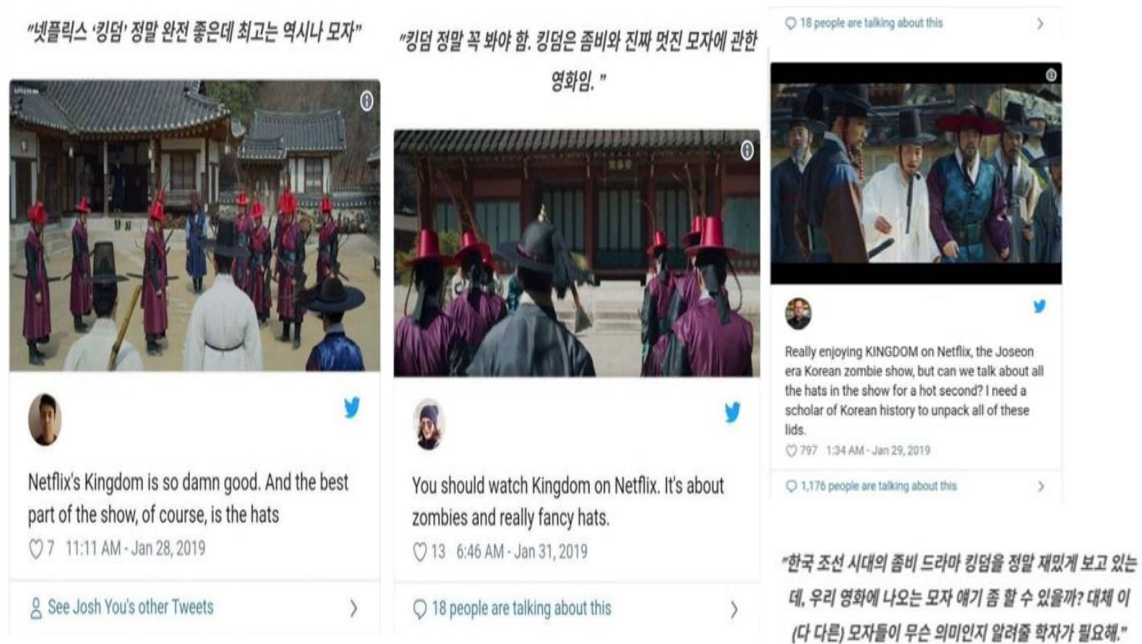 "넷플릭스 '킹덤' 정말 완전 좋은데 최고는 역시나 모자"
Netflix's Kingdom is so damn good. And the best
part of the show, of course, is the hats
7 11:11 AM - Jan 28, 2019
See Josh You's other Tweets
"킹덤 정말 꼭 봐야 함. 킹덤은 좀비와 진짜 멋진 모자에 관한
영화임. "
You should watch Kingdom on Netflix. It's about
zombies and really fancy hats.
13 6:46 AM - Jan 31, 2019
18 people are talking about this
18 people are talking about this
Really enjoying KINGDOM on Netflix, the Joseon
era Korean zombie show, but can we talk about all
the hats in the show for a hot second? I need a
scholar of Korean history to unpack all of these
lids.
797 1:34 AM - Jan 29, 2019
1,176 people are talking about this
"한국 조선 시대의 좀비 드라마 킹덤을 정말 재밌게 보고 있는
데, 우리 영화에 나오는 모자 얘기 좀 할 수 있을까? 대체 이
(다 다른) 모자들이 무슨 의미인지 알려줄 학자가 필요해."